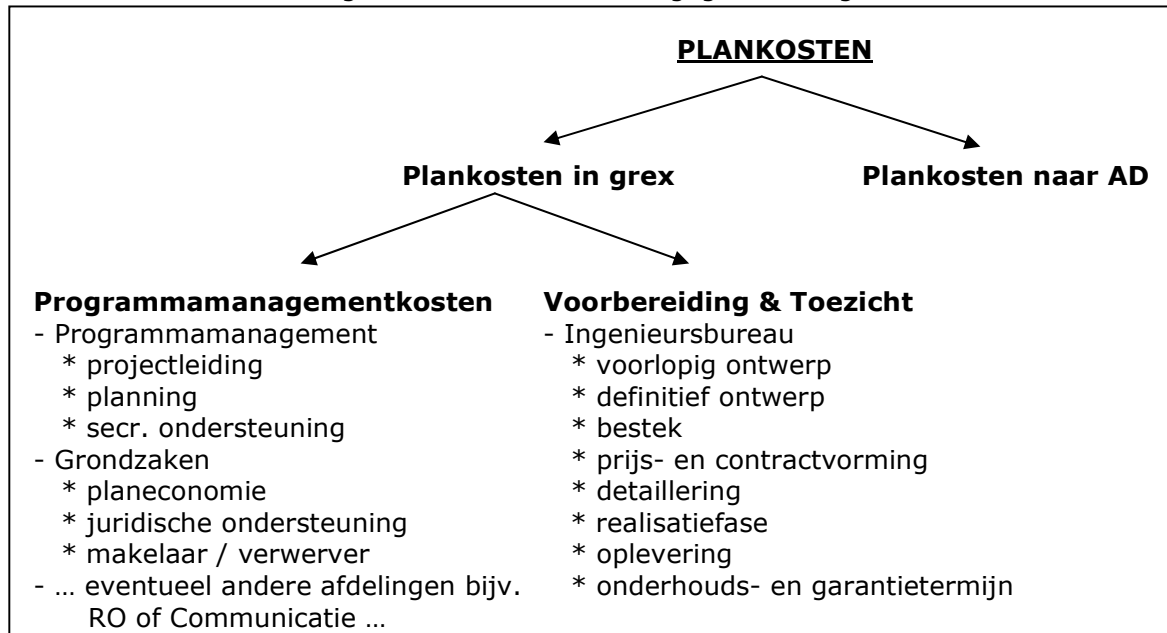 PLANKOSTEN
Plankosten in grex
Plankosten naar AD
Programmamanagementkosten
- Programmamanagement
* projectleiding
* planning
* secr. ondersteuning
- Grondzaken
* planeconomie
* juridische ondersteuning
* makelaar / verwerver
- ... eventueel andere afdelingen bijv.
RO of Communicatie ...
Voorbereiding & Toezicht
- Ingenieursbureau
* voorlopig ontwerp
* definitief ontwerp
* bestek
* prijs- en contractvorming
* detaillering
* realisatiefase
* oplevering
* onderhouds- en garantietermijn